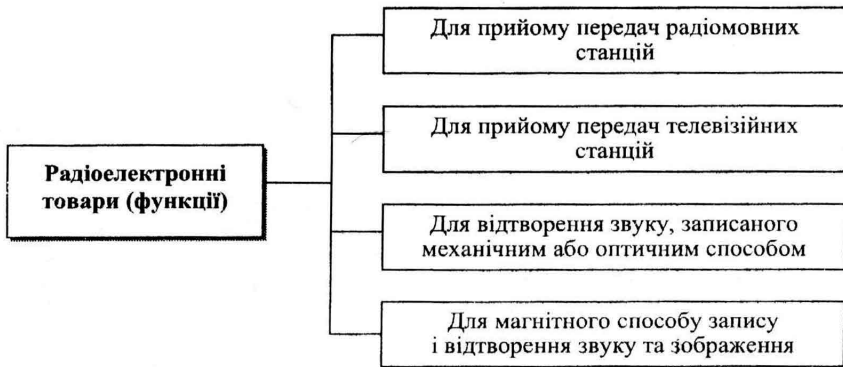 Для прийому передач радіомовних
станцій
Для прийому передач телевізійних
станцій
Радіоелектронні
товари (функції)
Для відтворення звуку, записаного
механічним або оптичним способом
Для магнітного способу запису
і відтворення звуку та зображення